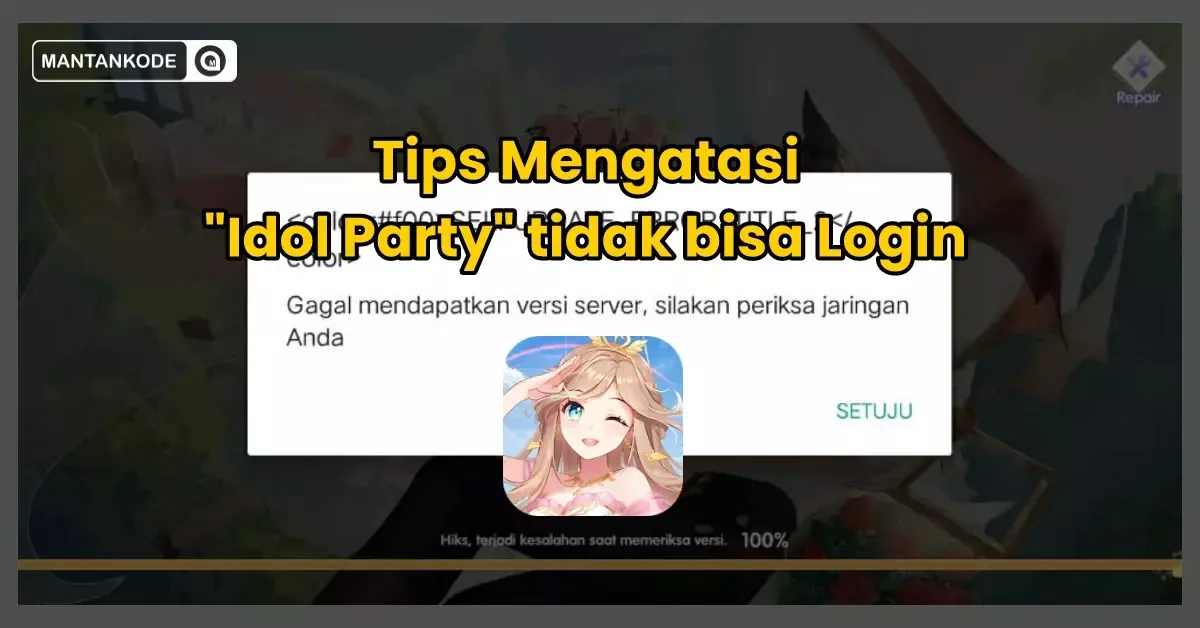 MANTANKODE
Repair
Tips Mengatasi
"Idol Party" tidak bisa Login
Gagal mendapatkan versi server, silakan periksa jaringan
Anda
SETUJU
Hiks, terjadi kesalahan saat memeriksa versi. 100%